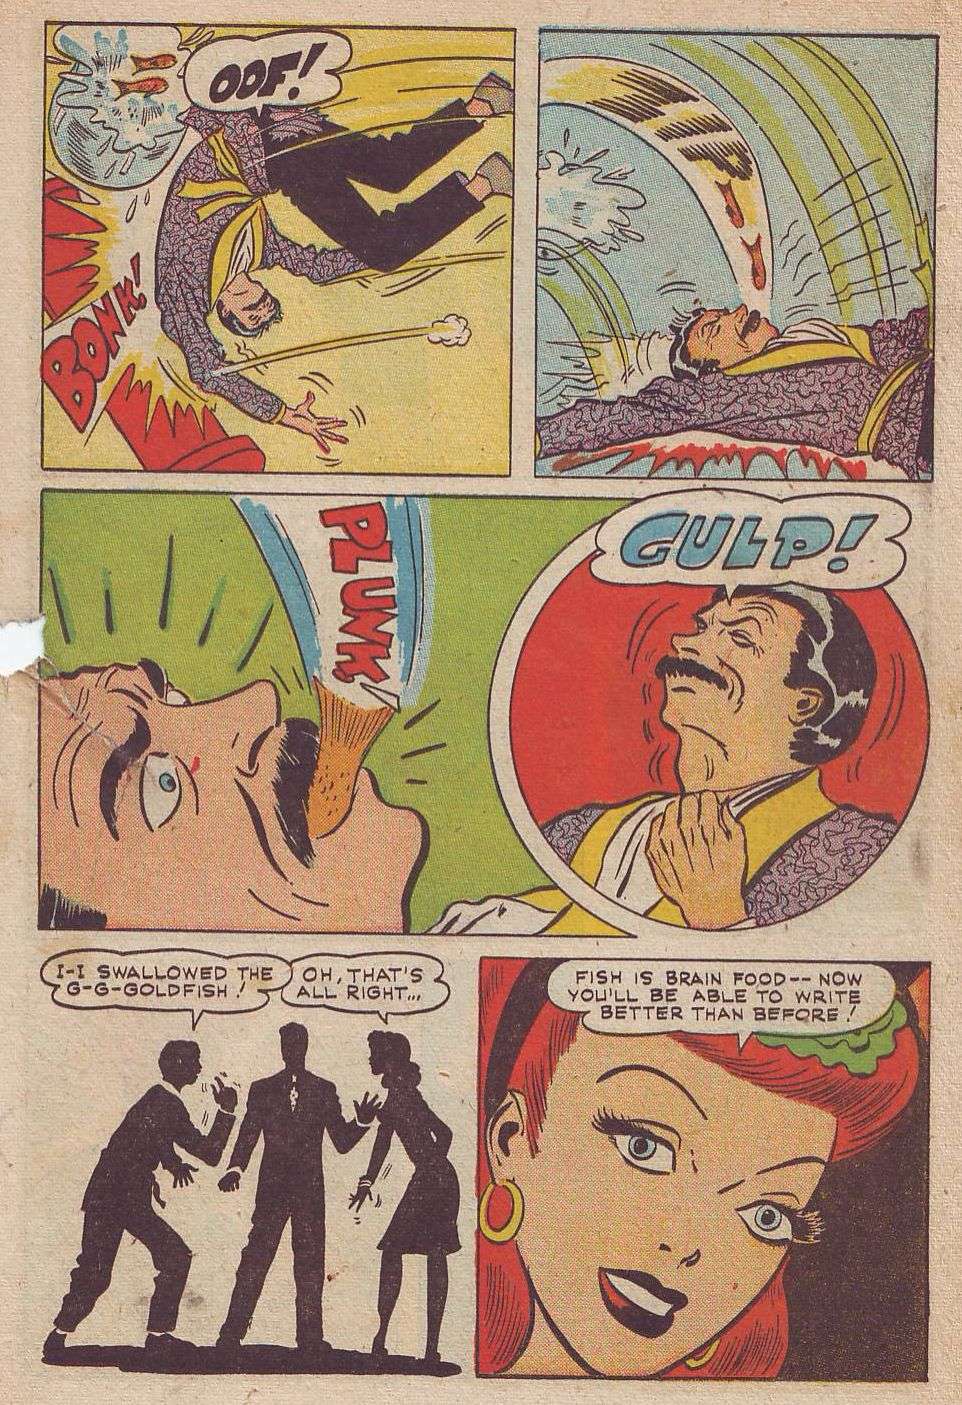 OOF!
BONK!
PLUNK
GULP!
I-I SWALLOWED THE
G-G-GOLDFISH!
OH, THAT'S
ALL RIGHT...
FISH IS BRAIN FOOD-- NOW
YOU'LL BE ABLE TO WRITE
BETTER THAN BEFORE!